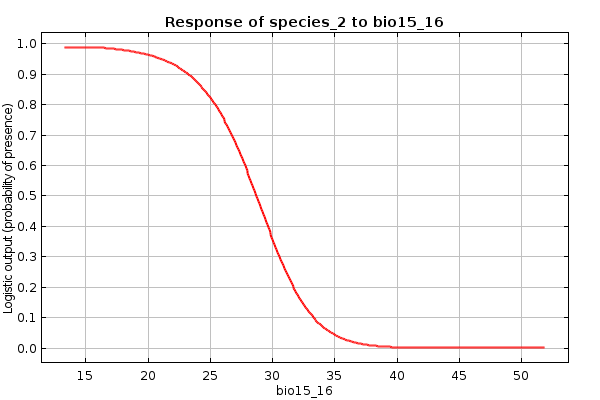 Response of species_2 to bio15_16
Logistic output (probability of presence)
1.0
0.9
0.8
0.7
0.6
0.5
0.4
0.3
0.2
0.1
0.0
15 20 25 30 35 40 45 50
bio15_16